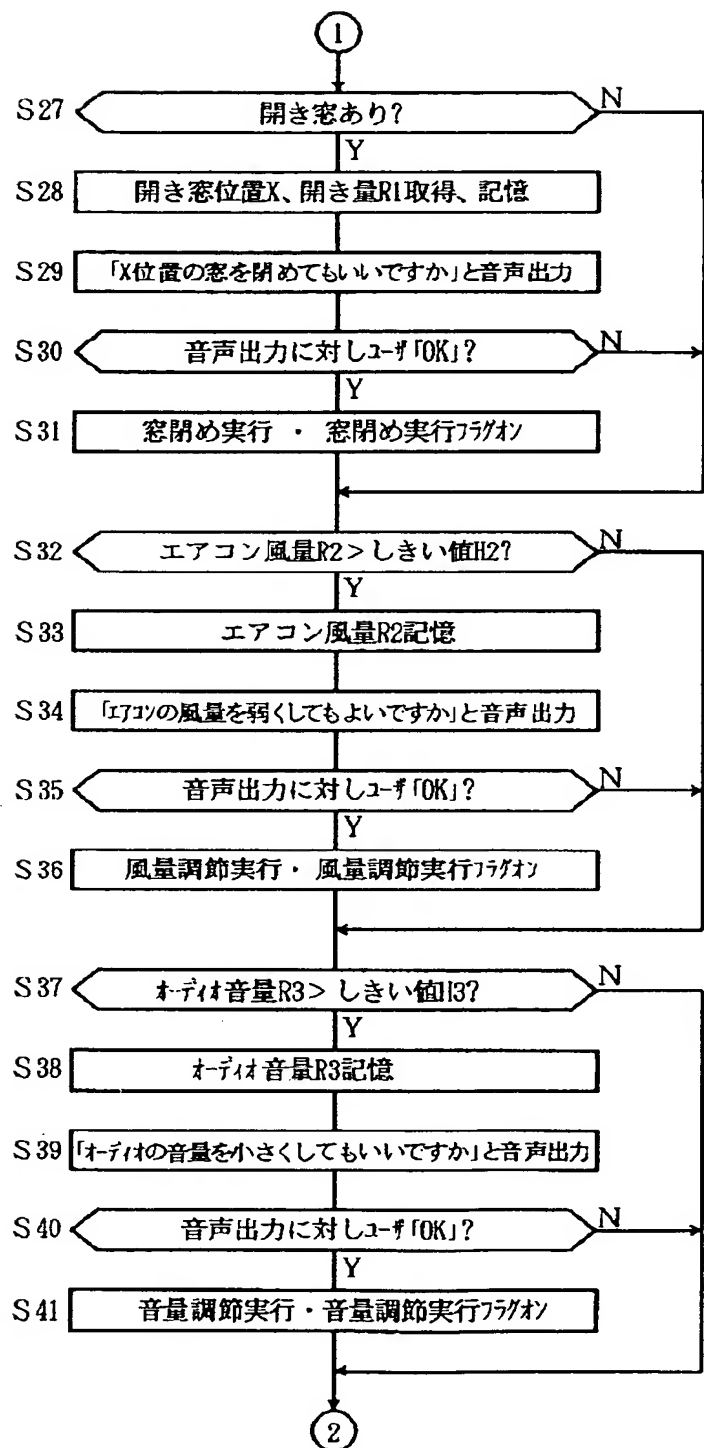 1
S27 開き窓あり? N
Y
S28 開き窓位置X、開き量R1取得、記憶
S29 「X位置の窓を閉めてもいいですか」と音声出力
S30 音声出力に対しユーザ「OK」? N
Y
S31 窓閉め実行・窓閉め実行フラグオン
S32 エアコン風量R2>しきい値H2? N
Y
S33 エアコン風量R2記憶
S34 「エアコンの風量を弱くしてもよいですか」と音声出力
S35 音声出力に対しユーザ「OK」? N
Y
S36 風量調節実行・風量調節実行フラグオン
S37 オーディオ音量R3>しきい値H3? N
Y
S38 オーディオ音量R3記憶
S39 「オーディオの音量を小さくしてもいいですか」と音声出力
S40 音声出力に対しユーザ「OK」? N
Y
S41 音量調節実行・音量調節実行フラグオン
2